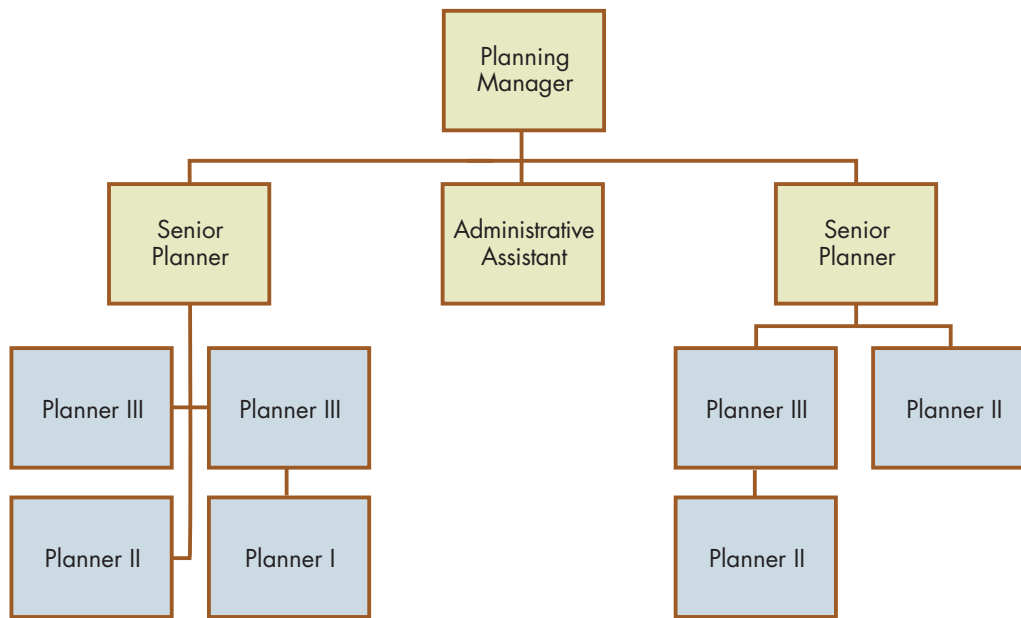 Planning
Manager
Senior
Planner
Administrative
Assistant
Senior
Planner
Planner III
Planner III
Planner III
Planner II
Planner II
Planner I
Planner II